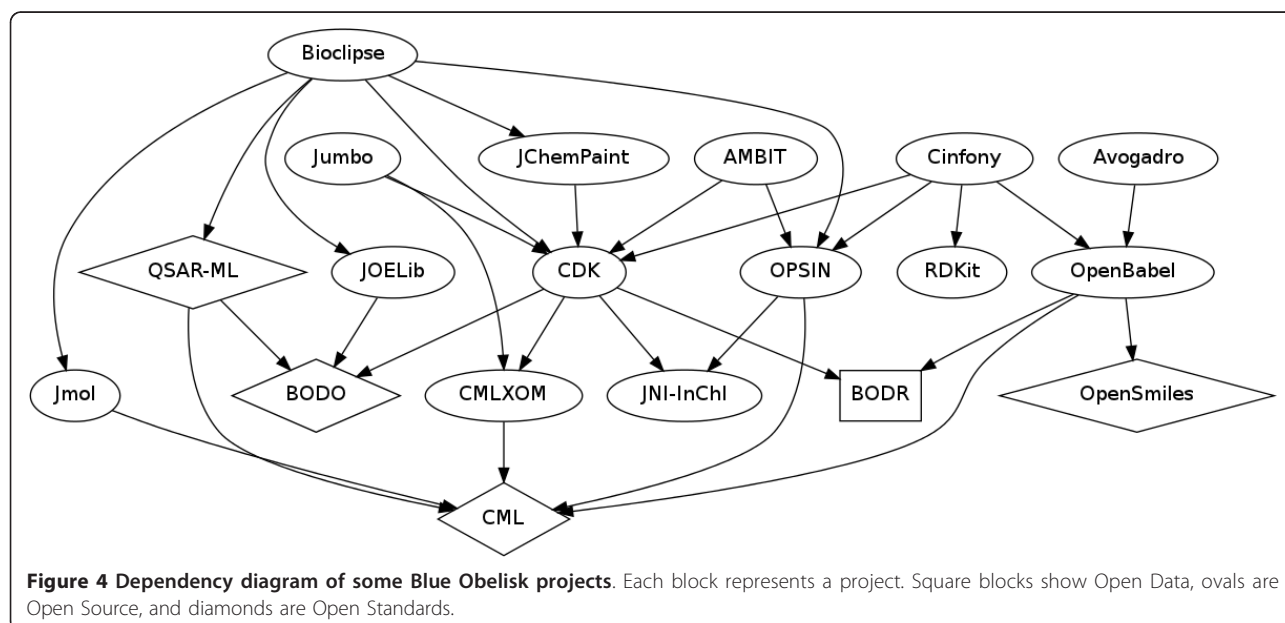 Bioclipse
Jumbo
JChemPaint
AMBIT
Cinfony
Avogadro
QSAR-ML
JOELib
CDK
OPSIN
RDKit
OpenBabel
Jmol
BODO
CMLXOM
JNI-InChI
BODR
OpenSmiles
CML
Figure 4 Dependency diagram of some Blue Obelisk projects. Each block represents a project. Square blocks show Open Data, ovals are
Open Source, and diamonds are Open Standards.